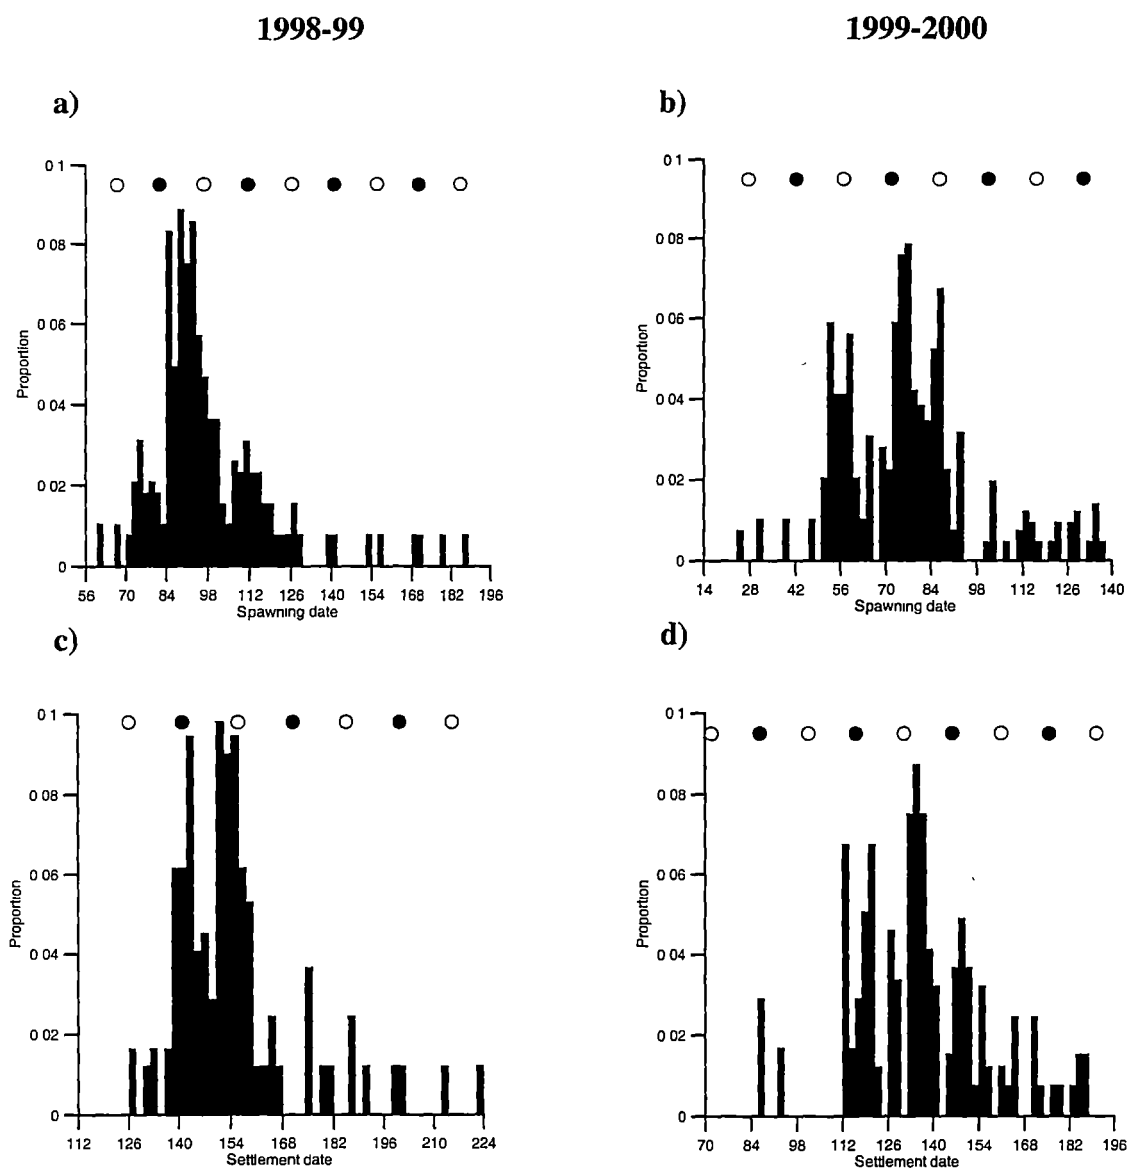 1998-99 1999-2000
a) b)
0 1
0 08
0 06
0 04
0 02
0
Proportion
56 70 84 98 112 126 140 154 168 182 196
Spawning date
0 1
0 08
0 06
0 04
0 02
0
Proportion
14 28 42 56 70 84 98 112 126 140
Spawning date
c) d)
0 1
0 08
0 06
0 04
0 02
0
Proportion
112 126 140 154 168 182 196 210 224
Settlement date
0 1
0 08
0 06
0 04
0 02
0
Proportion
70 84 98 112 126 140 154 168 182 196
Settlement date